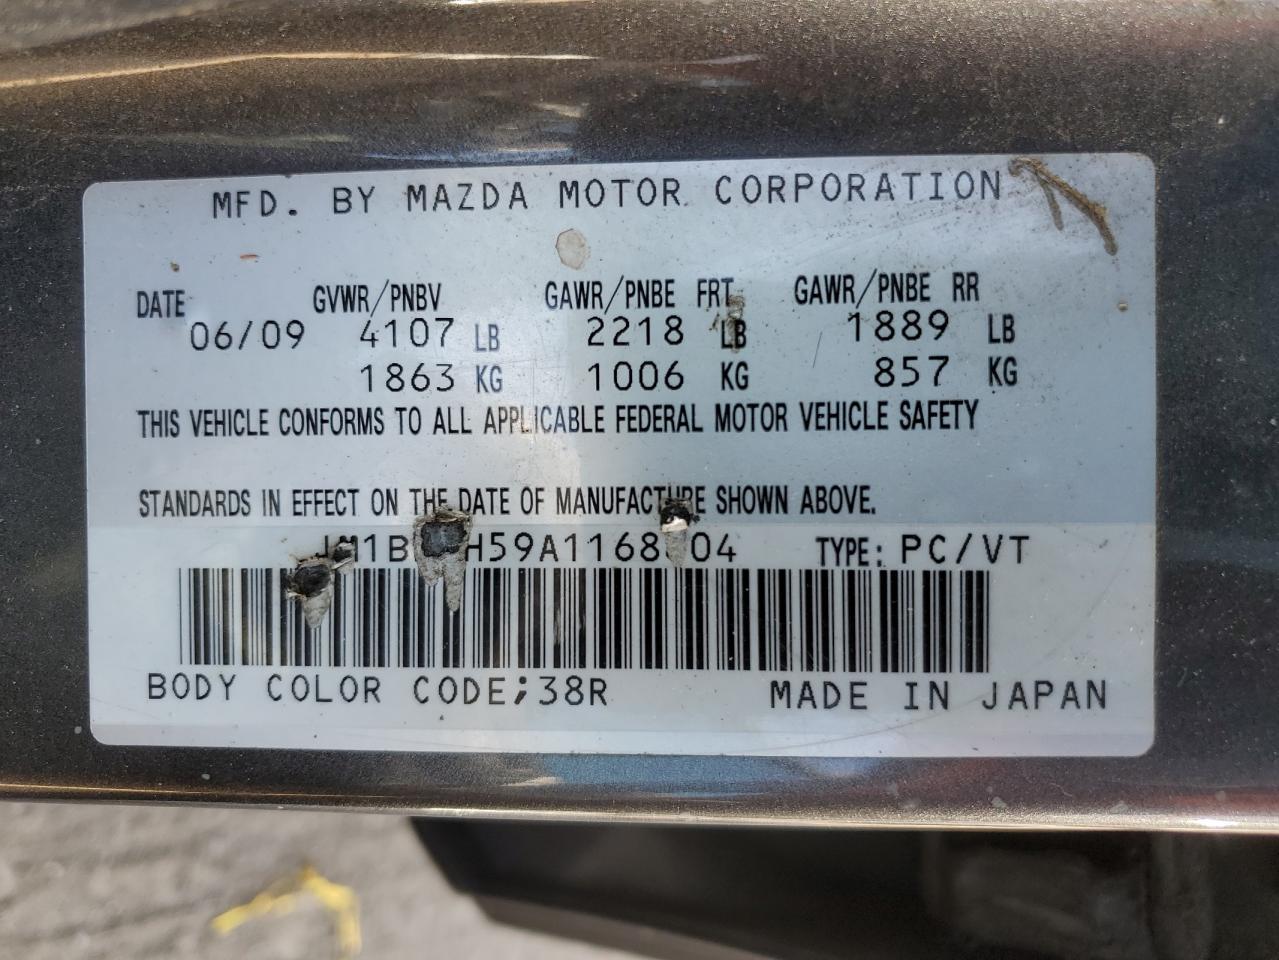 MFD. BY MAZDA MOTOR CORPORATION
DATE GVWR/PNBV GAWR/PNBE FRT GAWR/PNBE RR
06/09 4107 LB 2218 LB 1889 LB
1863 KG 1006 KG 857 KG
THIS VEHICLE CONFORMS TO ALL APPLICABLE FEDERAL MOTOR VEHICLE SAFETY
STANDARDS IN EFFECT ON THE DATE OF MANUFACTURE SHOWN ABOVE.
TYPE: PC/VT
BODY COLOR CODE;38R MADE IN JAPAN